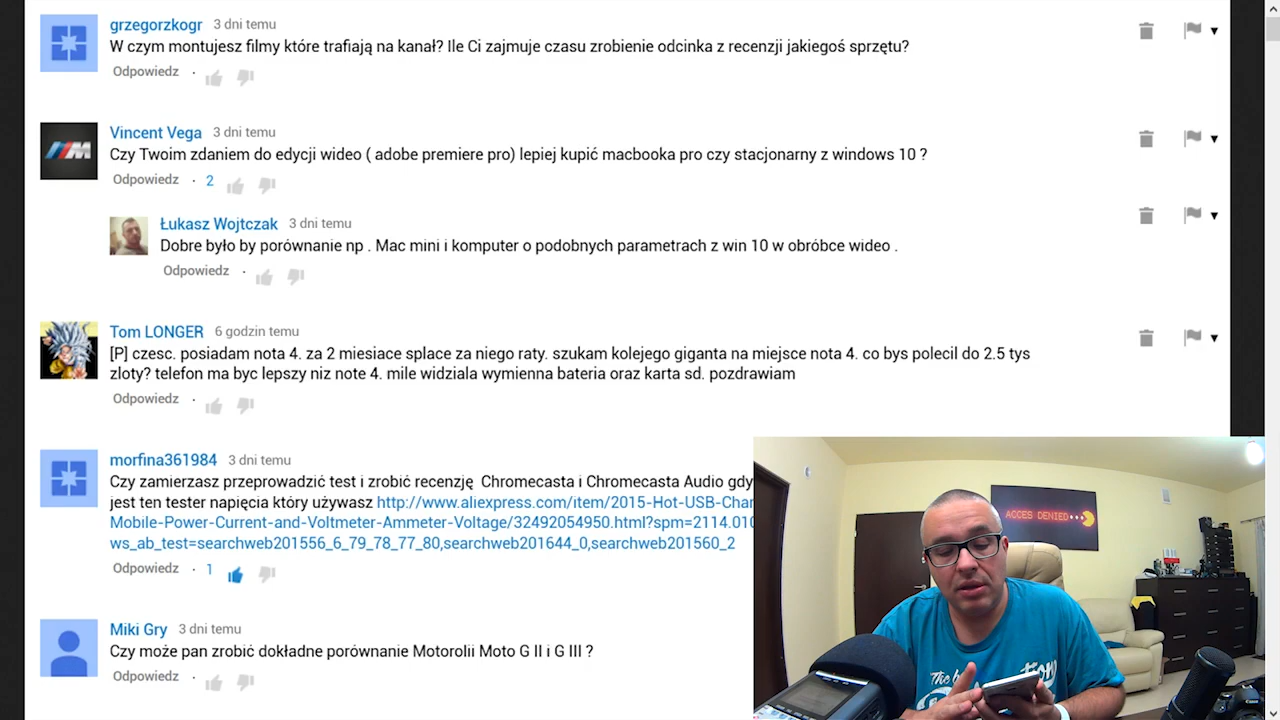 grzegorzkogr 3 dni temu
W czym montujesz filmy które trafiają na kanał? Ile Ci zajmuje czasu zrobienie odcinka z recenzji jakiegoś sprzętu?
Odpowiedz ·
Vincent Vega 3 dni temu
Czy Twoim zdaniem do edycji wideo ( adobe premiere pro) lepiej kupić macbooka pro czy stacjonarny z windows 10 ?
Odpowiedz · 2
Łukasz Wojtczak 3 dni temu
Dobre było by porównanie np . Mac mini i komputer o podobnych parametrach z win 10 w obróbce wideo .
Odpowiedz ·
Tom LONGER 6 godzin temu
[P] czesc. posiadam nota 4. za 2 miesiace splace za niego raty. szukam kolejego giganta na miejsce nota 4. co bys polecil do 2.5 tys
zloty? telefon ma byc lepszy niz note 4. mile widziala wymienna bateria oraz karta sd. pozdrawiam
Odpowiedz ·
morfina361984 3 dni temu
Czy zamierzasz przeprowadzić test i zrobić recenzję Chromecasta i Chromecasta Audio gdy
jest ten tester napięcia który używasz http://www.aliexpress.com/item/2015-Hot-USB-Char
Mobile-Power-Current-and-Voltmeter-Ammeter-Voltage/32492054950.html?spm=2114.010
ws_ab_test=searchweb201556_6_79_78_77_80,searchweb201644_0,searchweb201560_2
Odpowiedz · 1
ACCES DENIED
Miki Gry 3 dni temu
Czy może pan zrobić dokładne porównanie Motorolii Moto G II i G III ?
Odpowiedz ·
The